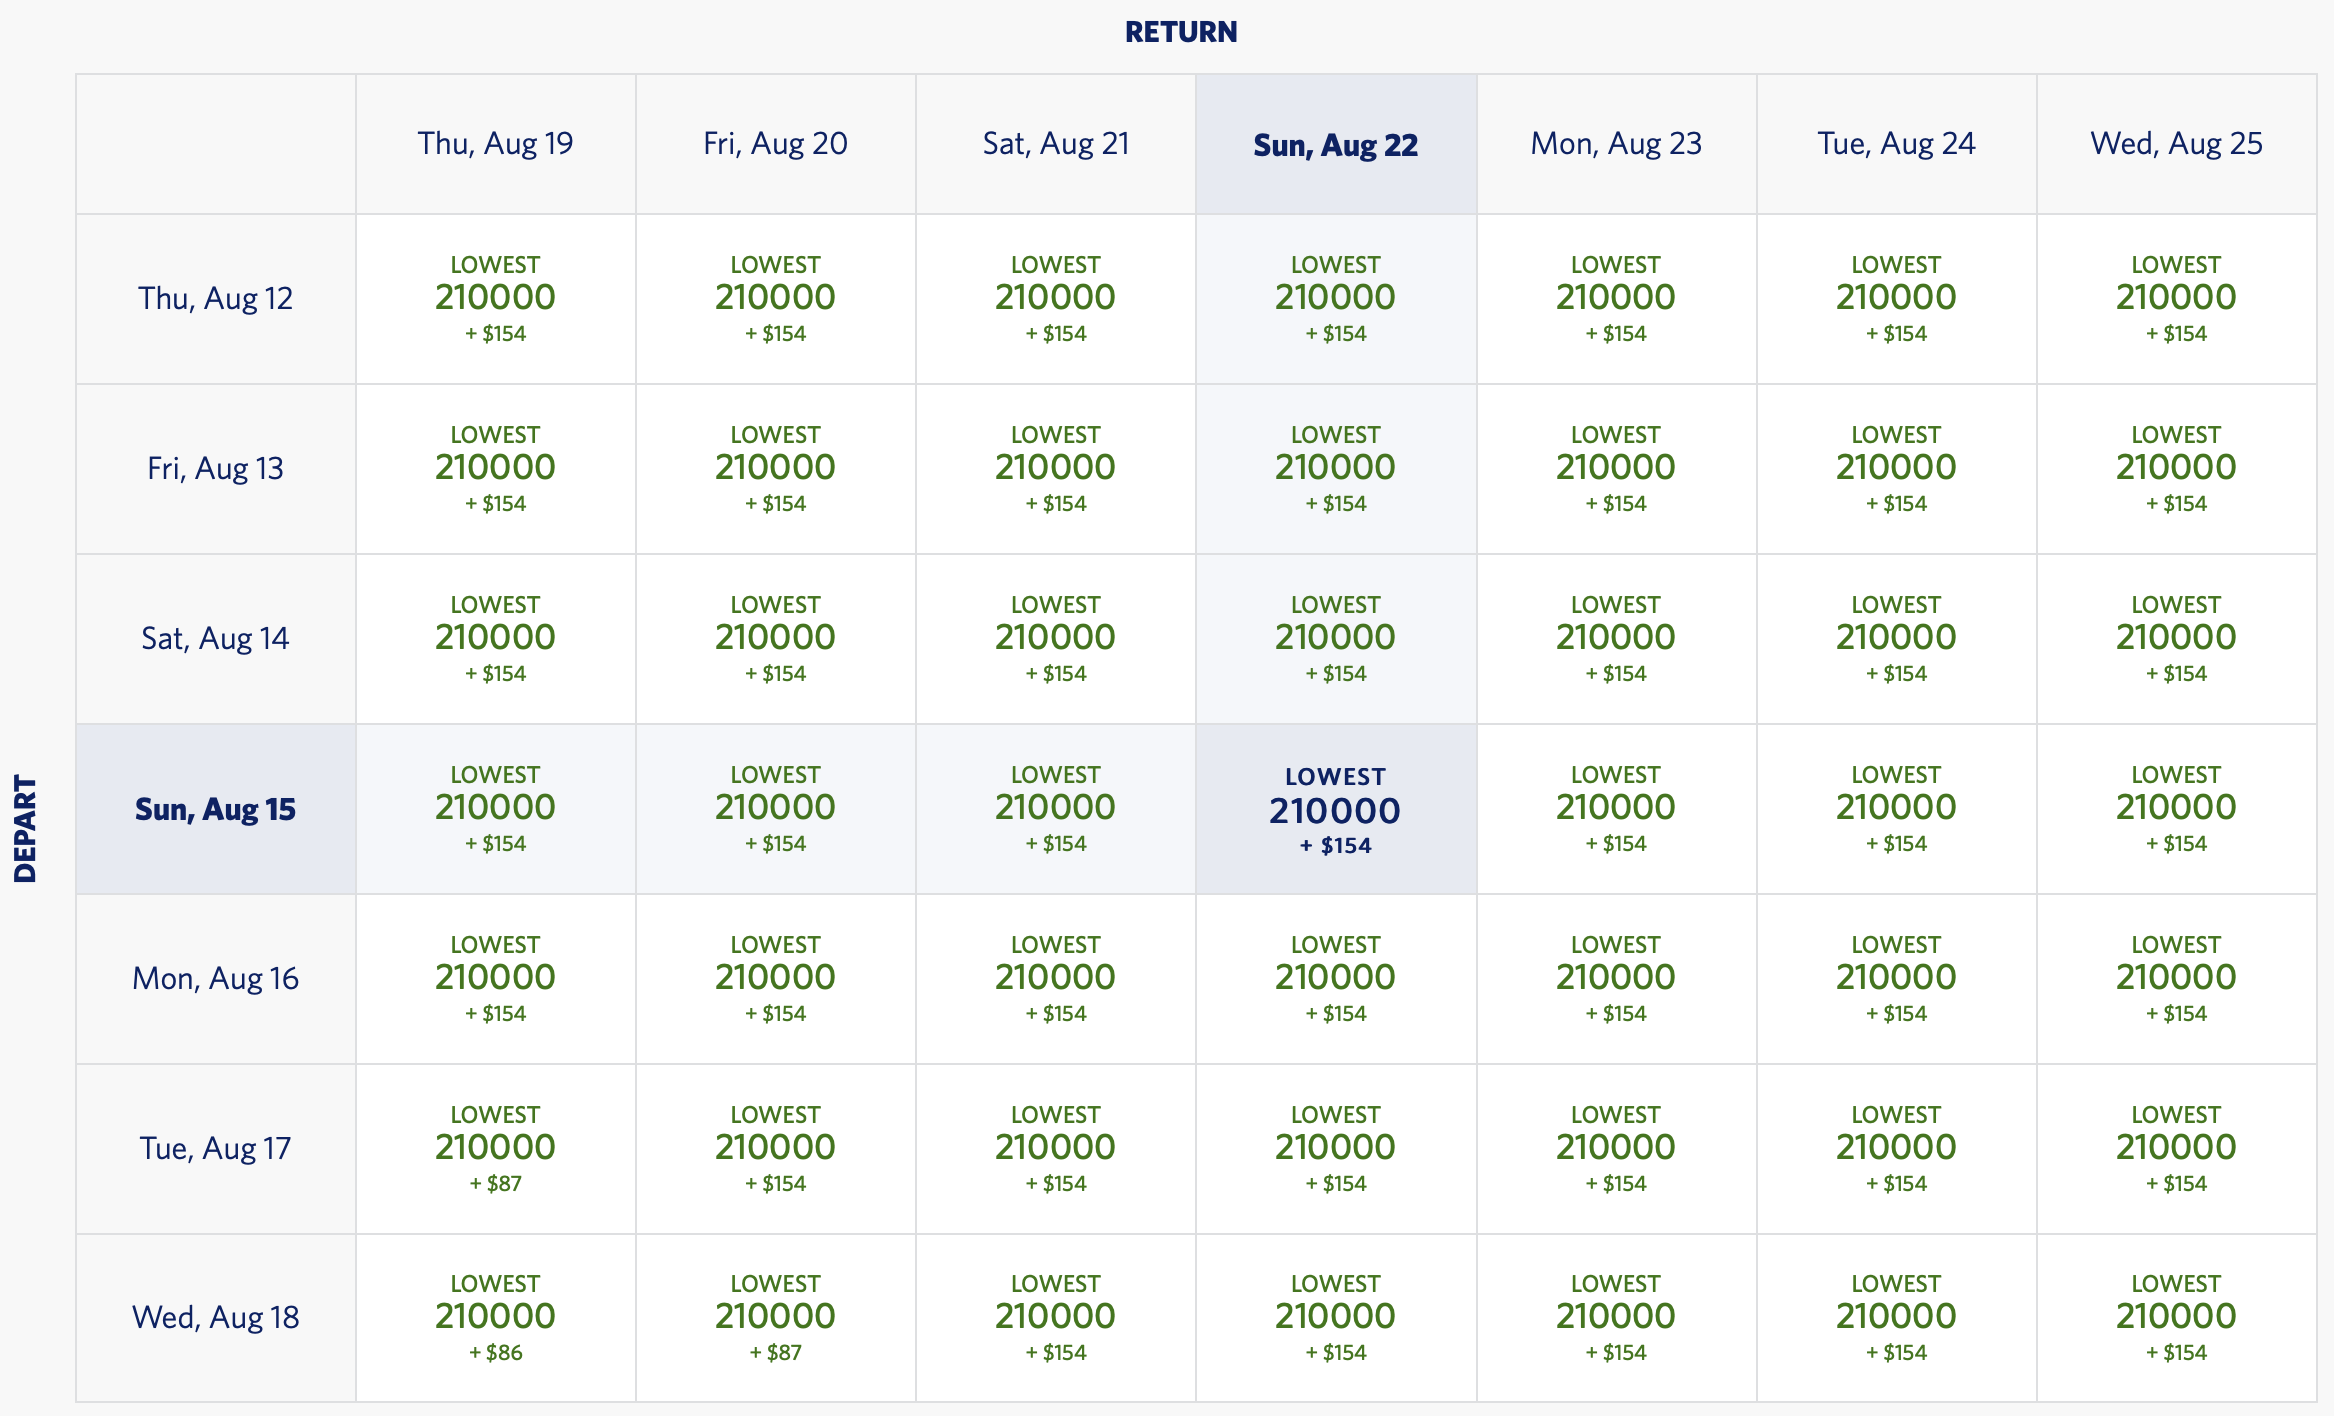 RETURN
Thu, Aug 19 Fri, Aug 20 Sat, Aug 21 Sun, Aug 22 Mon, Aug 23 Tue, Aug 24 Wed, Aug 25
LOWEST LOWEST LOWEST LOWEST LOWEST LOWEST LOWEST
Thu, Aug 12 210000 210000 210000 210000 210000 210000 210000
+ $154 + $154 + $154 + $154 + $154 + $154 + $154
LOWEST LOWEST LOWEST LOWEST LOWEST LOWEST LOWEST
Fri, Aug 13 210000 210000 210000 210000 210000 210000 210000
+ $154 + $154 + $154 + $154 + $154 + $154 + $154
LOWEST LOWEST LOWEST LOWEST LOWEST LOWEST LOWEST
Sat, Aug 14 210000 210000 210000 210000 210000 210000 210000
+ $154 + $154 + $154 + $154 + $154 + $154 + $154
DEPART
LOWEST LOWEST LOWEST LOWEST LOWEST LOWEST LOWEST
Sun, Aug 15 210000 210000 210000 210000 210000 210000 210000
+ $154 + $154 + $154 + $154 + $154 + $154 + $154
LOWEST LOWEST LOWEST LOWEST LOWEST LOWEST LOWEST
Mon, Aug 16 210000 210000 210000 210000 210000 210000 210000
+ $154 + $154 + $154 + $154 + $154 + $154 + $154
LOWEST LOWEST LOWEST LOWEST LOWEST LOWEST LOWEST
Tue, Aug 17 210000 210000 210000 210000 210000 210000 210000
+ $87 + $154 + $154 + $154 + $154 + $154 + $154
LOWEST LOWEST LOWEST LOWEST LOWEST LOWEST LOWEST
Wed, Aug 18 210000 210000 210000 210000 210000 210000 210000
+ $86 + $87 + $154 + $154 + $154 + $154 + $154